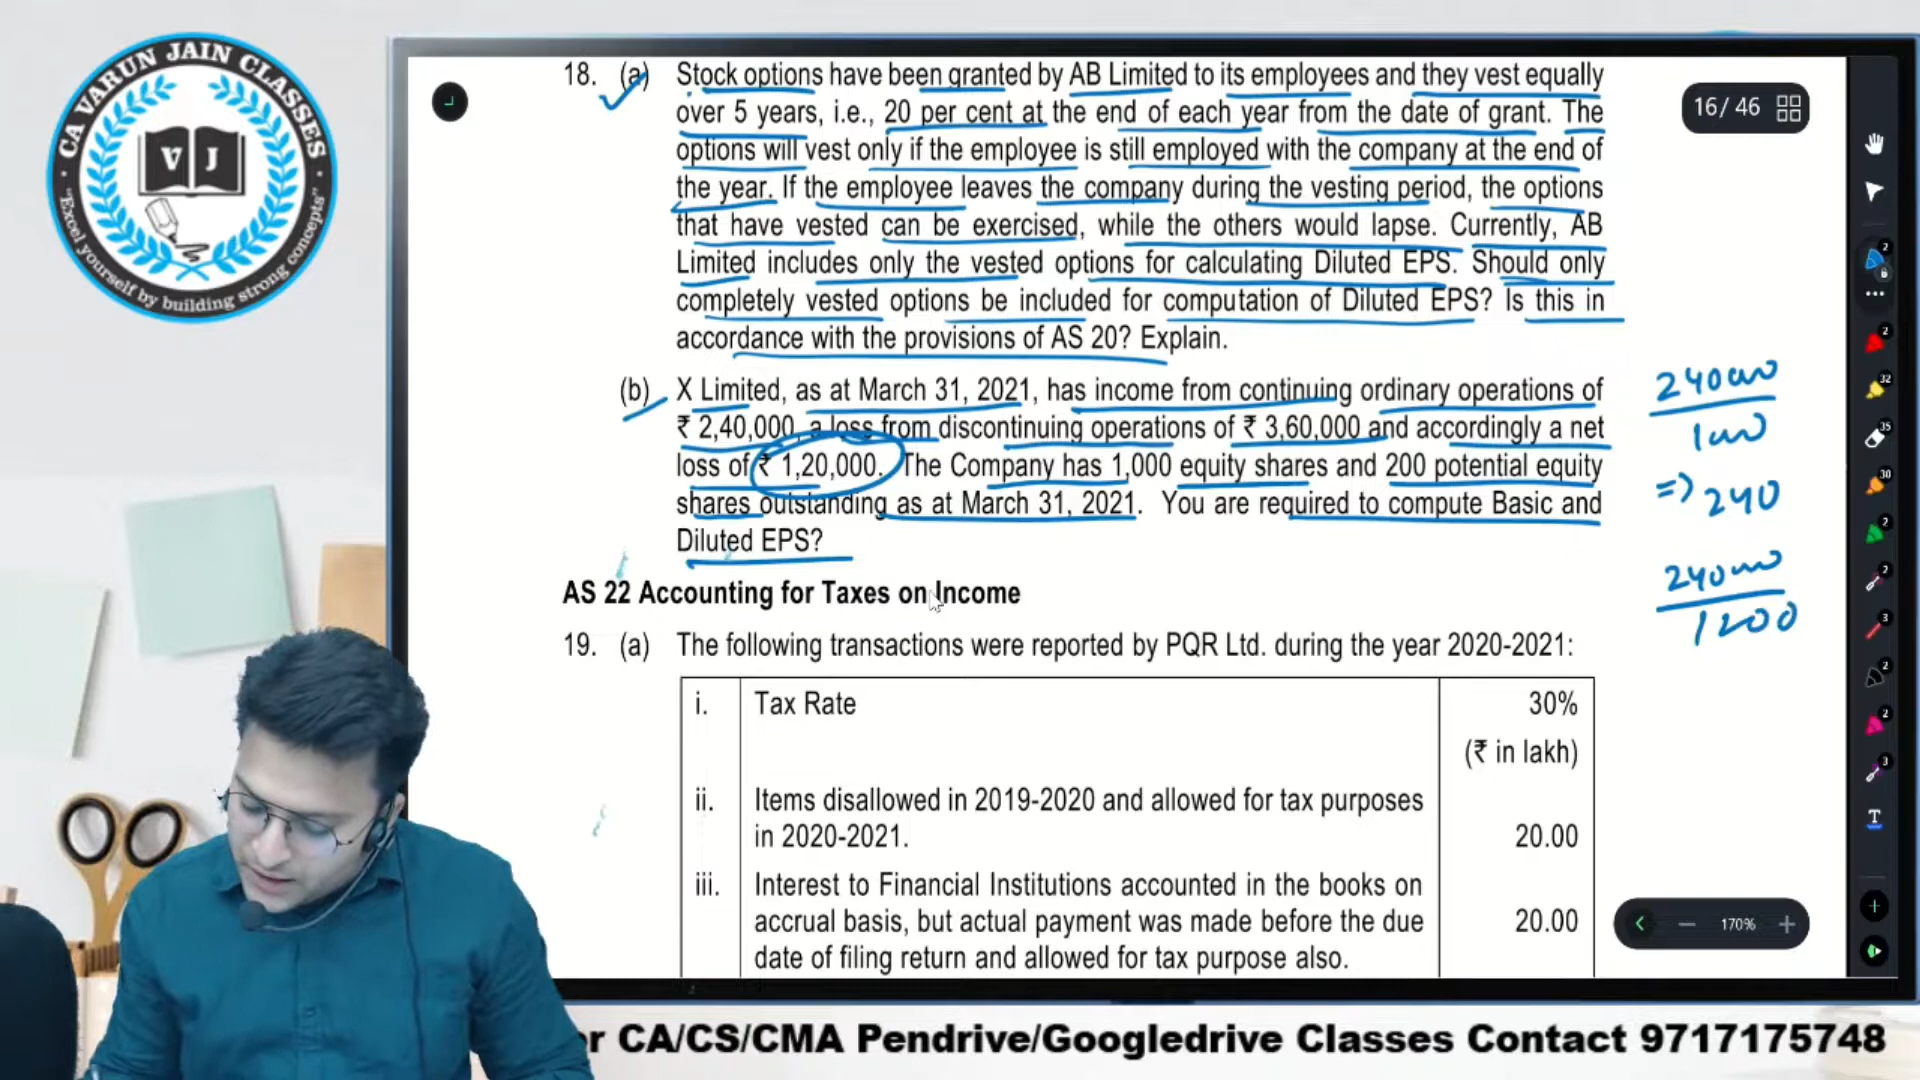 CA VARUN JAIN CLASSES
V J
"Excel yourself by building strong concepts"
16/ 46
18. (a) Stock options have been granted by AB Limited to its employees and they vest equally
over 5 years, i.e., 20 per cent at the end of each year from the date of grant. The
options will vest only if the employee is still employed with the company at the end of
the year. If the employee leaves the company during the vesting period, the options
that have vested can be exercised, while the others would lapse. Currently, AB
Limited includes only the vested options for calculating Diluted EPS. Should only
completely vested options be included for computation of Diluted EPS? Is this in
accordance with the provisions of AS 20? Explain.
(b) X Limited, as at March 31, 2021, has income from continuing ordinary operations of
₹ 2,40,000, a loss from discontinuing operations of ₹ 3,60,000 and accordingly a net
loss of ₹ 1,20,000. The Company has 1,000 equity shares and 200 potential equity
shares outstanding as at March 31, 2021. You are required to compute Basic and
Diluted EPS?
240000
1000
=> 240
240000
1200
AS 22 Accounting for Taxes on Income
19. (a) The following transactions were reported by PQR Ltd. during the year 2020-2021:
i. Tax Rate 30%
(₹ in lakh)
ii. Items disallowed in 2019-2020 and allowed for tax purposes
in 2020-2021. 20.00
iii. Interest to Financial Institutions accounted in the books on
accrual basis, but actual payment was made before the due 20.00
date of filing return and allowed for tax purpose also.
170%
2
2
32
35
30
2
2
3
2
2
3
T
or CA/CS/CMA Pendrive/Googledrive Classes Contact 9717175748